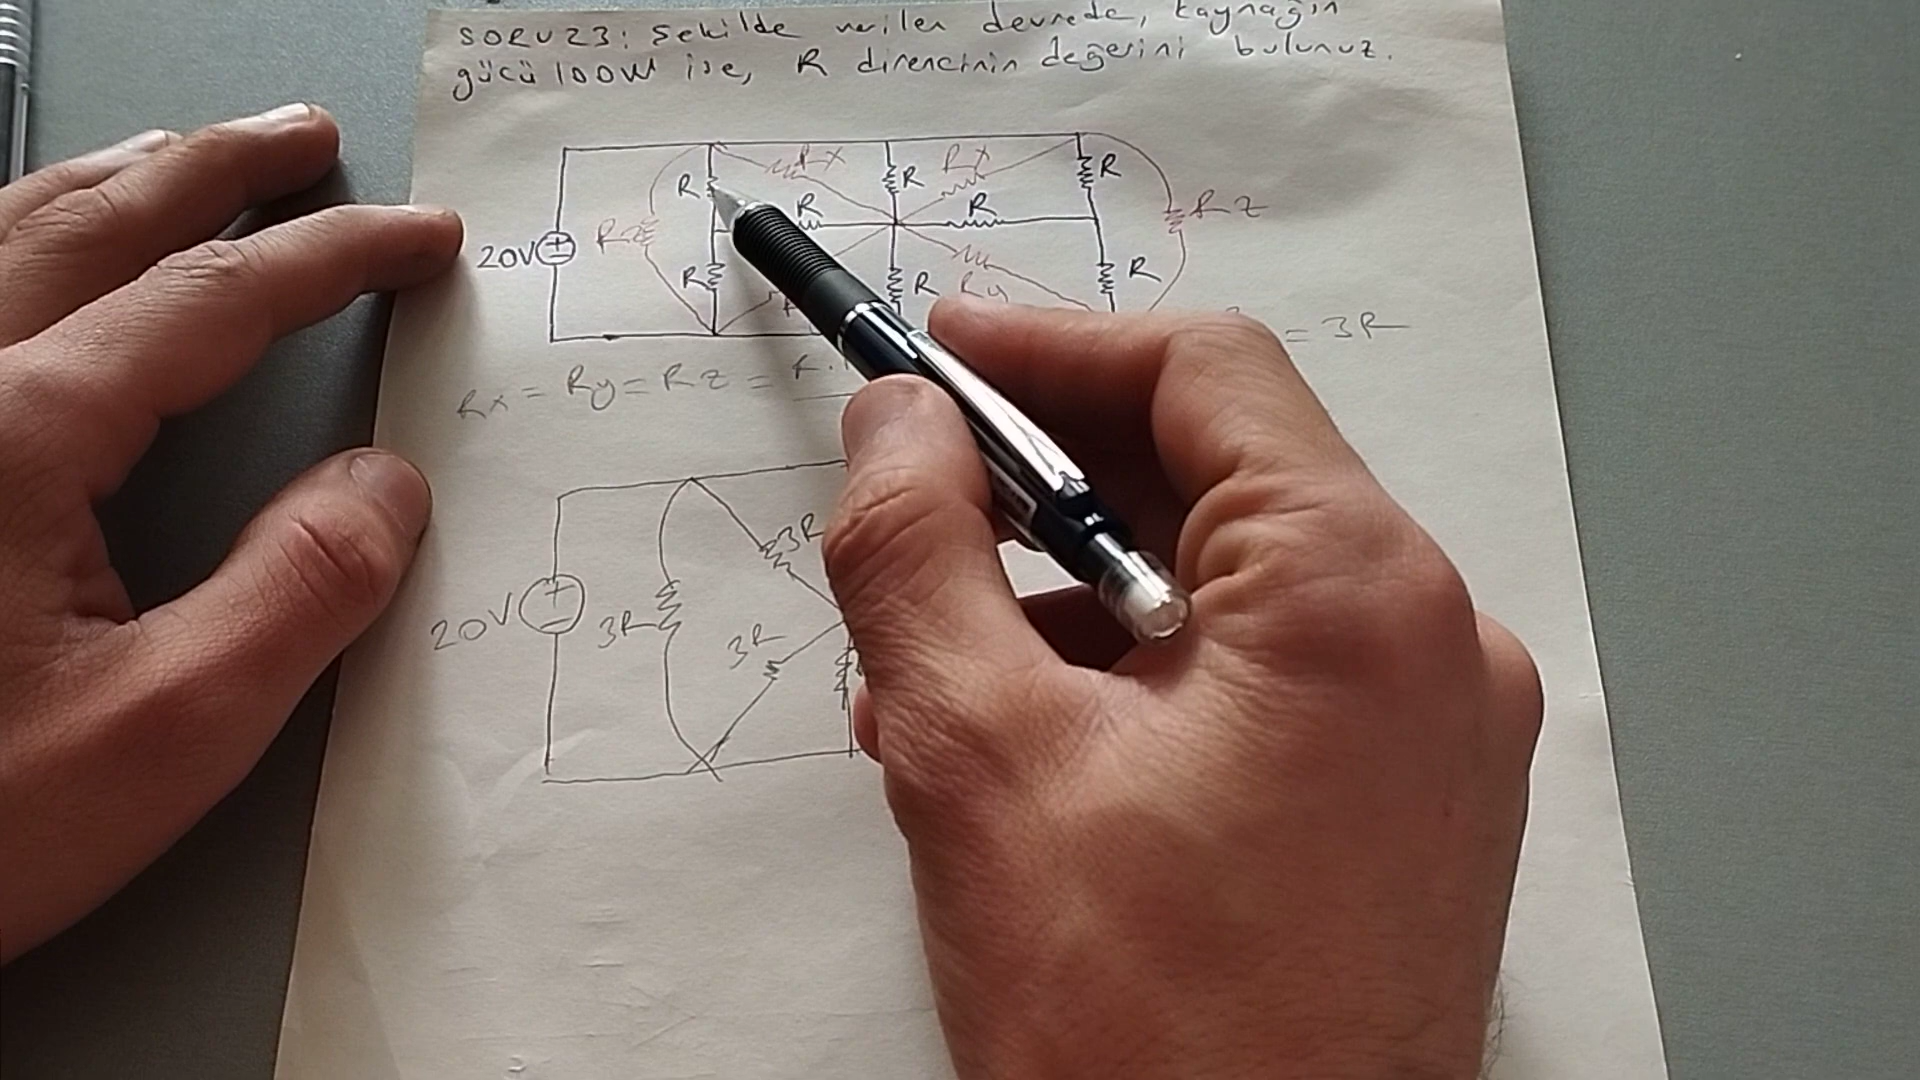 SORU 23: Şekilde verilen devrede, kaynağın
gücü 100W ise, R direncinin değerini bulunuz.
Rx Rx
R R R
R R
20V Rz Rz
R R R Ry
Rx = Ry = Rz = R. = 3R
3R
20V 3R 3R